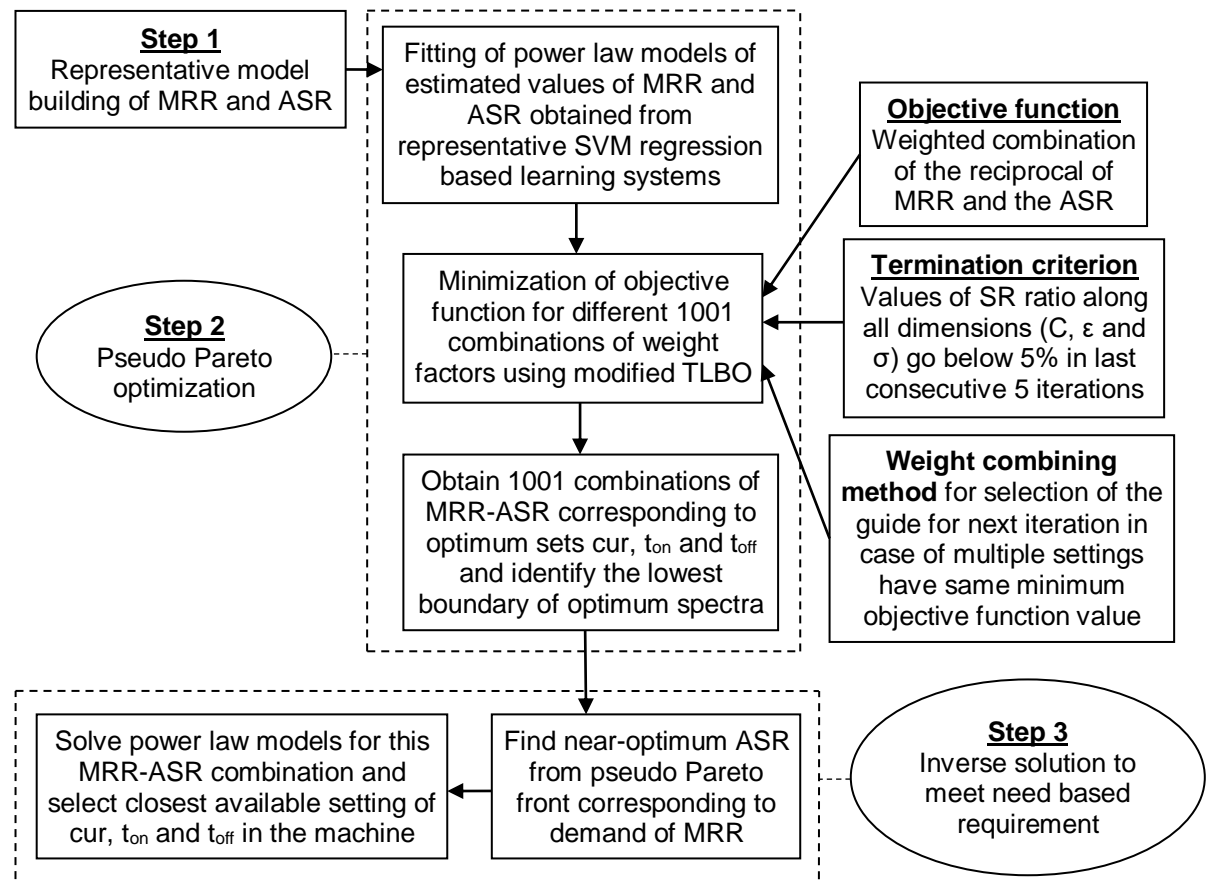 Step 1
Representative model
building of MRR and ASR
Fitting of power law models of
estimated values of MRR and
ASR obtained from
representative SVM regression
based learning systems
Objective function
Weighted combination
of the reciprocal of
MRR and the ASR
Minimization of objective
function for different 1001
combinations of weight
factors using modified TLBO
Termination criterion
Values of SR ratio along
all dimensions (C, ε and
σ) go below 5% in last
consecutive 5 iterations
Step 2
Pseudo Pareto
optimization
Weight combining
method for selection of the
guide for next iteration in
case of multiple settings
have same minimum
objective function value
Obtain 1001 combinations of
MRR-ASR corresponding to
optimum sets cur, ton and toff
and identify the lowest
boundary of optimum spectra
Solve power law models for this
MRR-ASR combination and
select closest available setting of
cur, ton and toff in the machine
Find near-optimum ASR
from pseudo Pareto
front corresponding to
demand of MRR
Step 3
Inverse solution to
meet need based
requirement